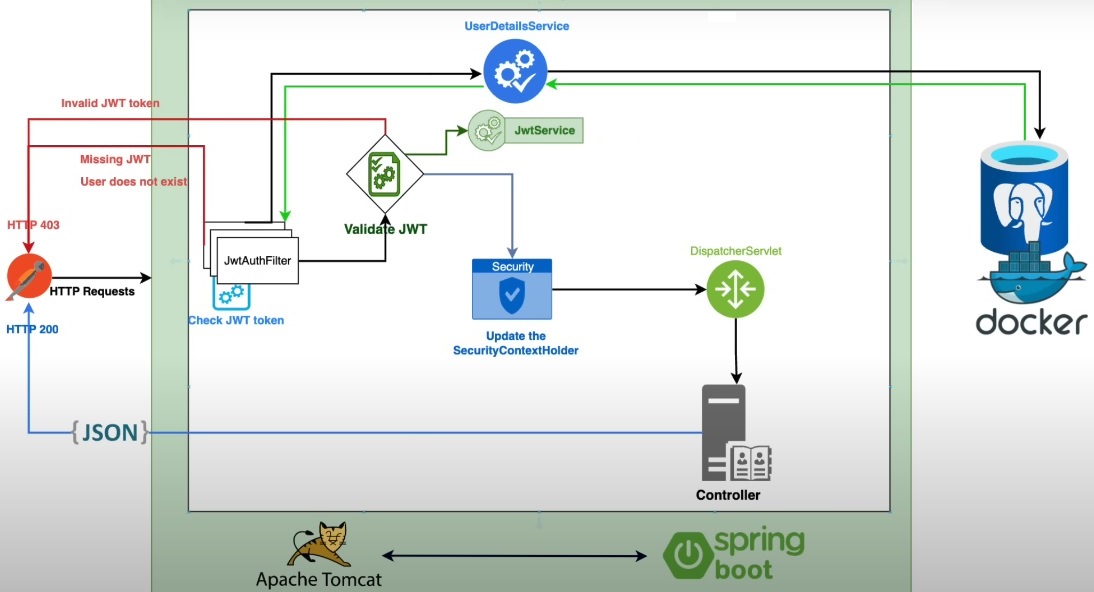 UserDetailsService
Invalid JWT token
JwtService
Missing JWT
User does not exist
HTTP 403
Validate JWT
JwtAuthFilter
DispatcherServlet
Security
HTTP Requests
Check JWT token
HTTP 200
Update the
SecurityContextHolder
docker
{JSON}
Controller
Apache Tomcat
spring
boot